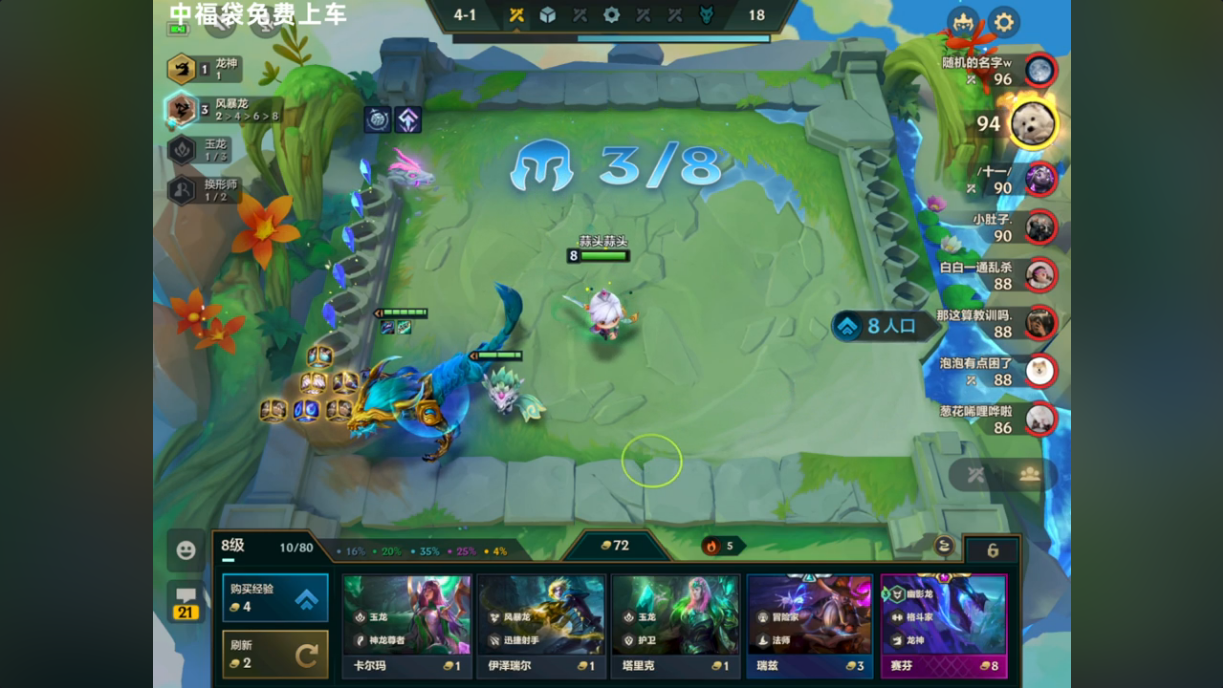 中福袋免费上车
4-1
18
1 龙神
1
3 风暴龙
2 > 4 > 6 > 8
玉龙
1 / 3
换形师
1 / 2
3/8
蒜头蒜头
8
8人口
随机的名字w
96
94
/十一/
90
小肚子.
90
白白一通乱杀
88
那这算教训吗.
88
泡泡有点困了
88
葱花唏哩哗啦
86
21
8级
10/80
16% 20% 35% 25% 4%
72
5
6
购买经验
4
刷新
2
玉龙
神龙尊者
卡尔玛
1
风暴龙
迅捷射手
伊泽瑞尔
1
玉龙
护卫
塔里克
1
冒险家
法师
瑞兹
3
幽影龙
格斗家
龙神
赛芬
8